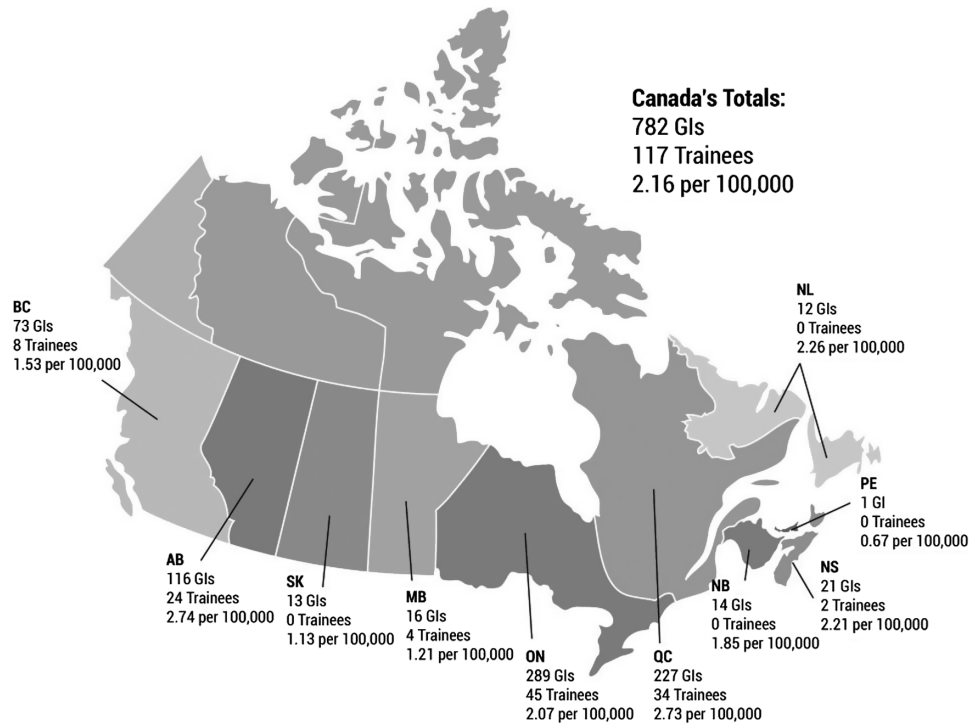 Canada's Totals:
782 GIs
117 Trainees
2.16 per 100,000
BC
73 GIs
8 Trainees
1.53 per 100,000
NL
12 GIs
0 Trainees
2.26 per 100,000
PE
1 GI
0 Trainees
0.67 per 100,000
AB
116 GIs
24 Trainees
2.74 per 100,000
SK
13 GIs
0 Trainees
1.13 per 100,000
MB
16 GIs
4 Trainees
1.21 per 100,000
ON
289 GIs
45 Trainees
2.07 per 100,000
QC
227 GIs
34 Trainees
2.73 per 100,000
NB
14 GIs
0 Trainees
1.85 per 100,000
NS
21 GIs
2 Trainees
2.21 per 100,000